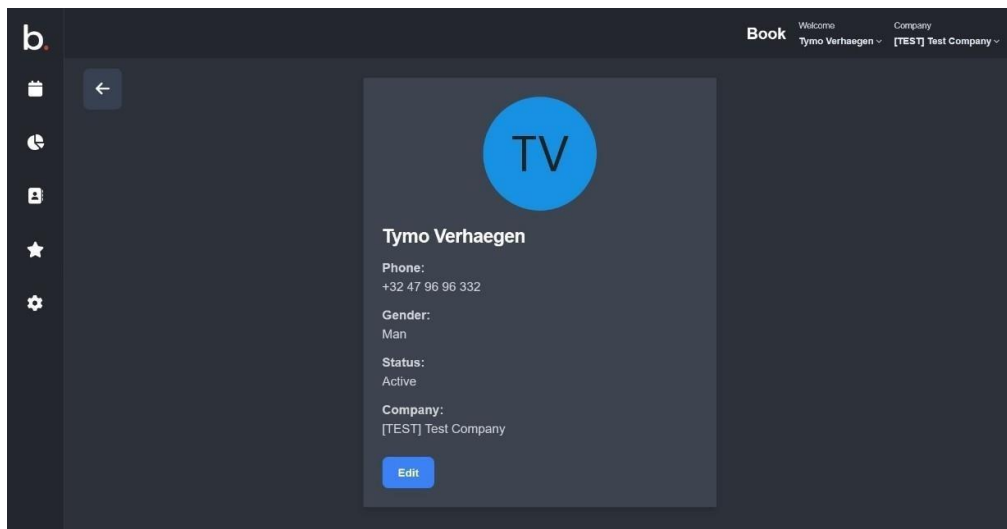 b.
Book
Welcome
Tymo Verhaegen
Company
[TEST] Test Company
TV
Tymo Verhaegen
Phone:
+32 47 96 96 332
Gender:
Man
Status:
Active
Company:
[TEST] Test Company
Edit